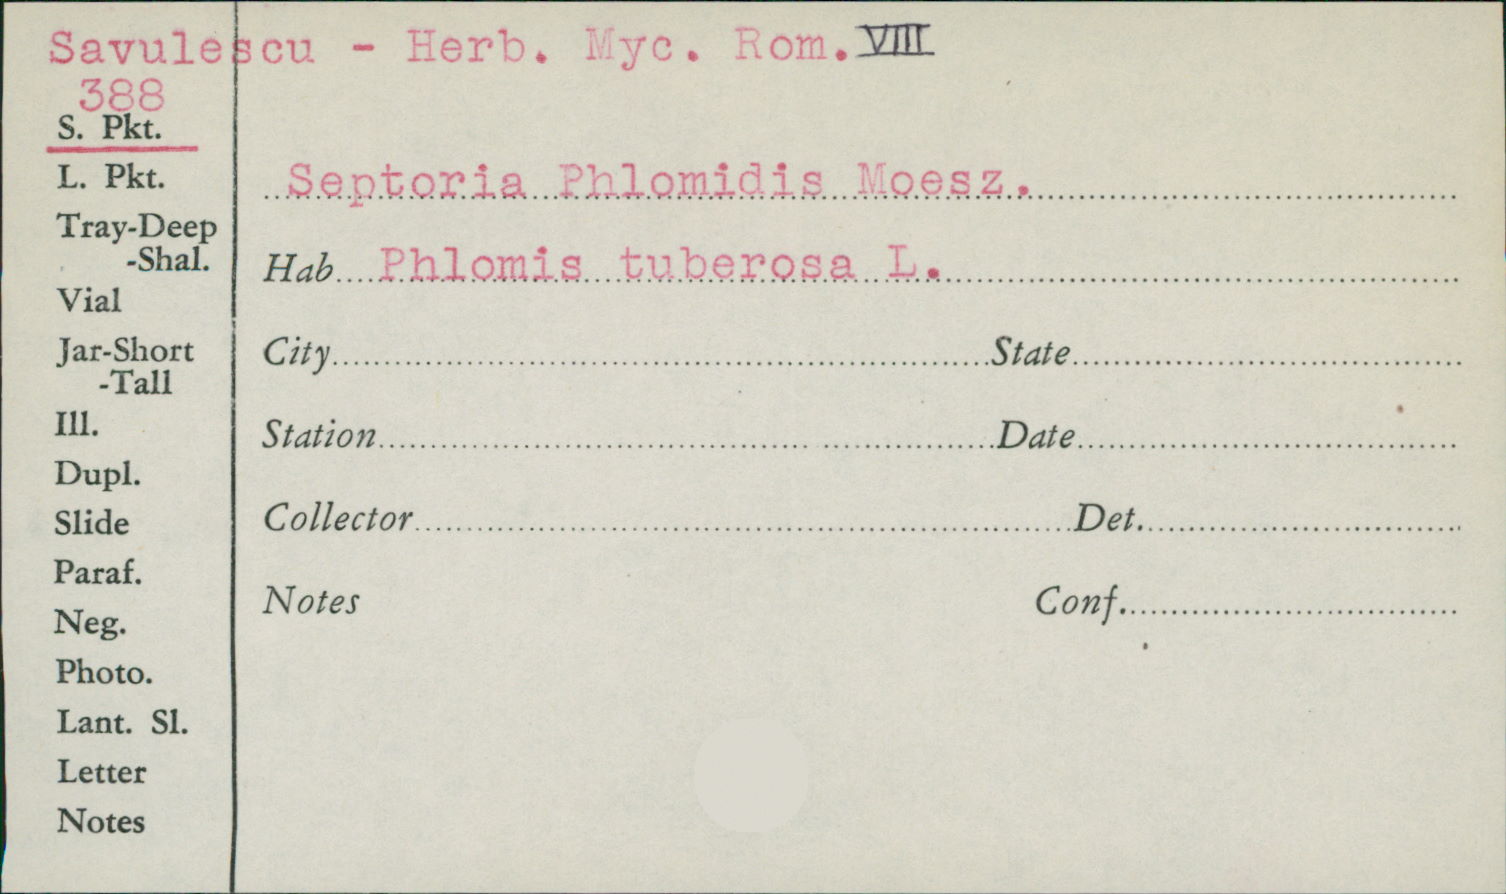 Savulescu - Herb. Myc. Rom. VIII
388
S. Pkt.
L. Pkt.
Tray-Deep
-Shal.
Vial
Jar-Short
-Tall
Ill.
Dupl.
Slide
Paraf.
Neg.
Photo.
Lant. Sl.
Letter
Notes
Septoria Phlomidis Moesz.
Hab Phlomis tuberosa L.
City State
Station Date
Collector Det.
Notes Conf.